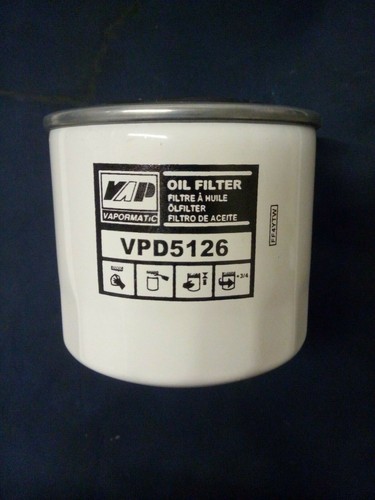 VAP
VAPORMATIC
OIL FILTER
FILTRE À HUILE
ÖLFILTER
FILTRO DE ACEITE
VPD5126
+3/4